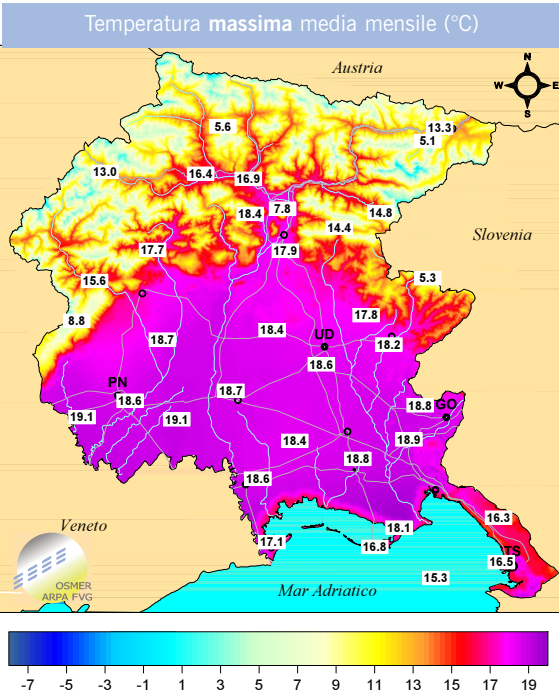 Temperatura massima media mensile (°C)
Austria
N
W E
S
5.6
13.3
5.1
13.0
16.4
16.9
18.4
7.8
14.8
14.4
Slovenia
17.7
17.9
15.6
5.3
8.8
17.8
18.4
18.7
UD
18.2
18.6
PN
18.7
18.6
18.8
GO
19.1
19.1
18.4
18.9
18.8
18.6
16.3
Veneto
18.1
17.1
16.8
TS
16.5
15.3
OSMER
ARPA FVG
Mar Adriatico
-7 -5 -3 -1 1 3 5 7 9 11 13 15 17 19